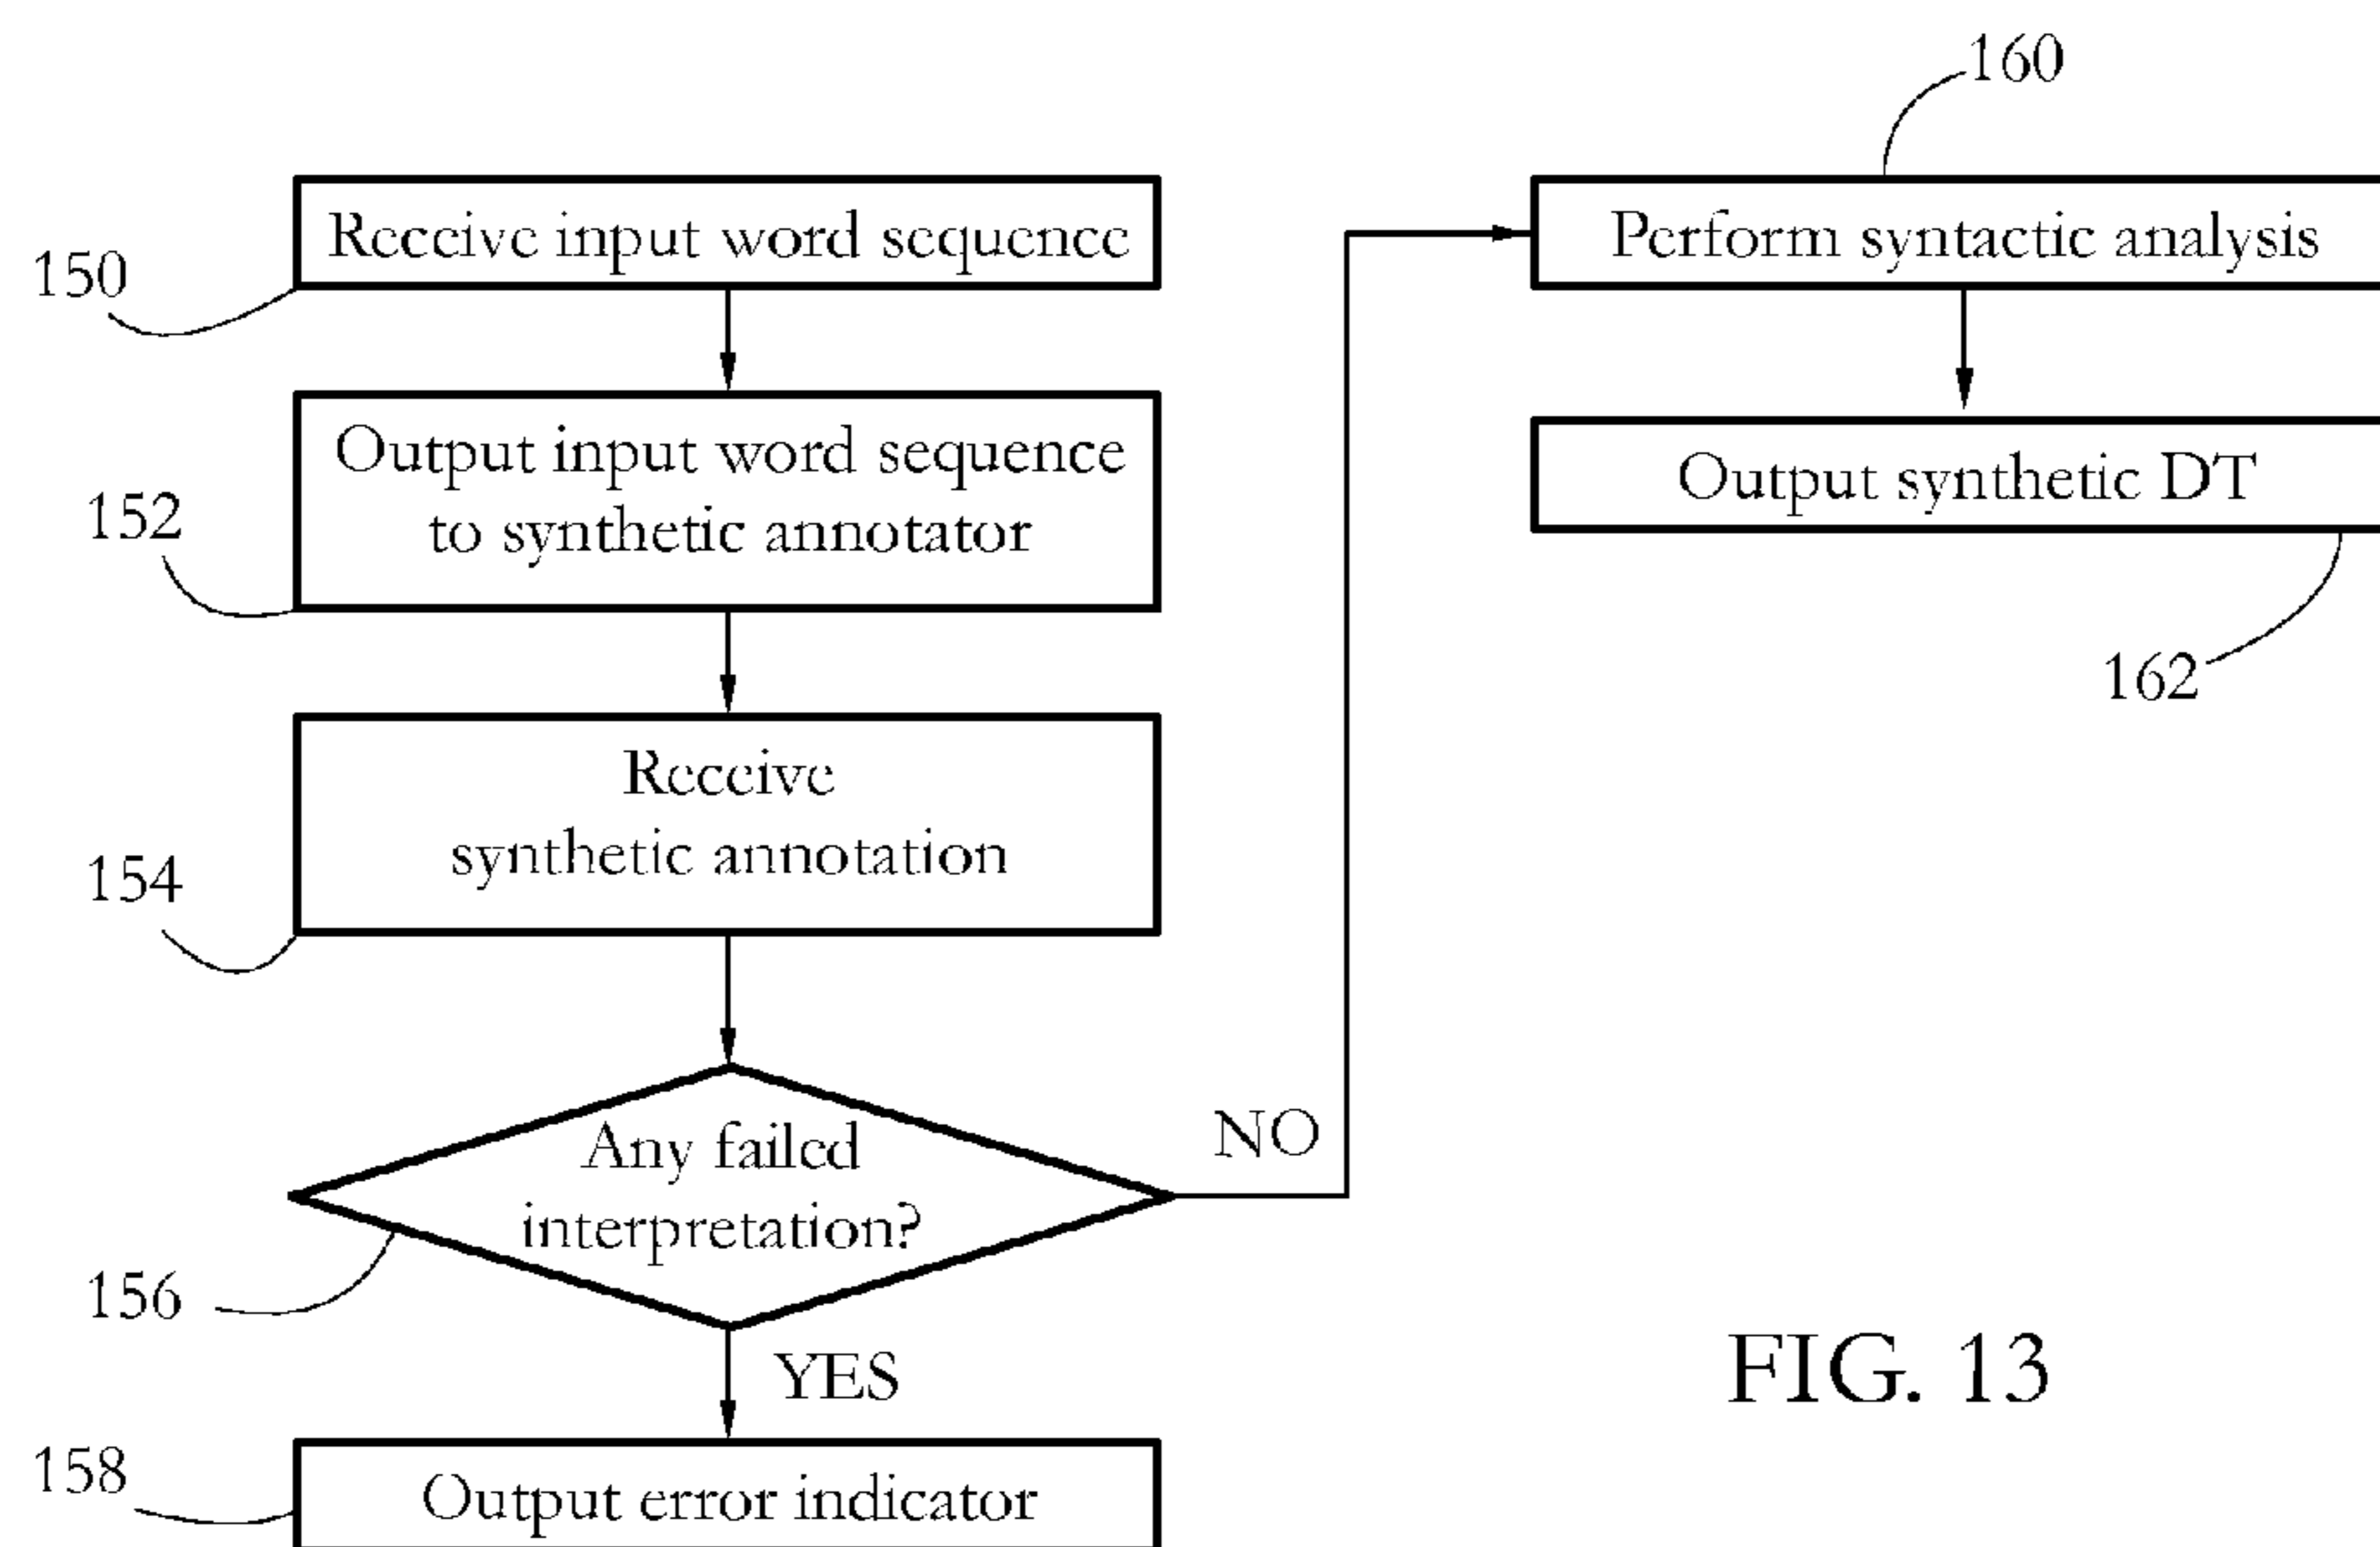 150
Receive input word sequence
152
Output input word sequence
to synthetic annotator
154
Receive
synthetic annotation
156
Any failed
interpretation?
NO
YES
158
Output error indicator
160
Perform syntactic analysis
Output synthetic DT
162
FIG. 13